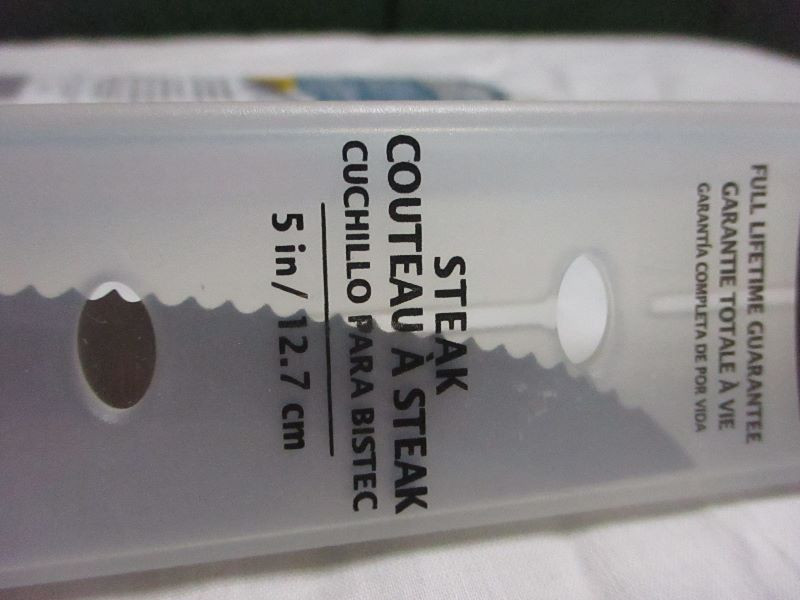 FULL LIFETIME GUARANTEE
GARANTIE TOTALE À VIE
GARANTÍA COMPLETA DE POR VIDA
STEAK
COUTEAU À STEAK
CUCHILLO PARA BISTEC
5 in/ 12.7 cm